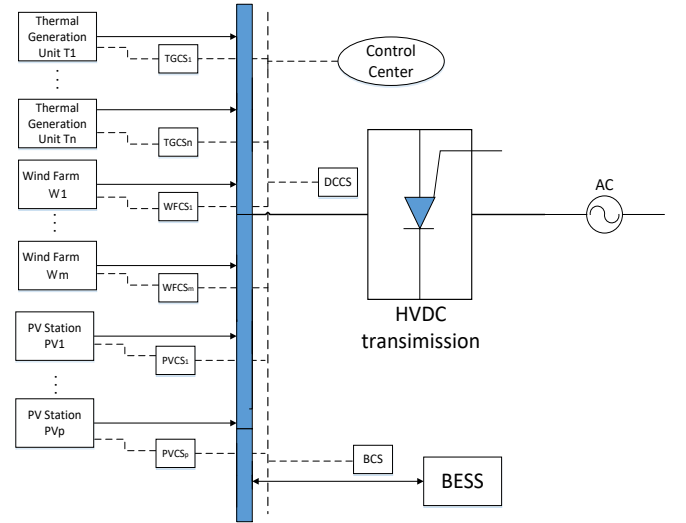 Thermal
Generation
Unit T1
TGCS1
Control
Center
Thermal
Generation
Unit Tn
TGCSn
Wind Farm
W1
WFCS1
DCCS
AC
Wind Farm
Wm
WFCSm
HVDC
transimission
PV Station
PV1
PVCS1
PV Station
PVp
PVCSp
BCS
BESS